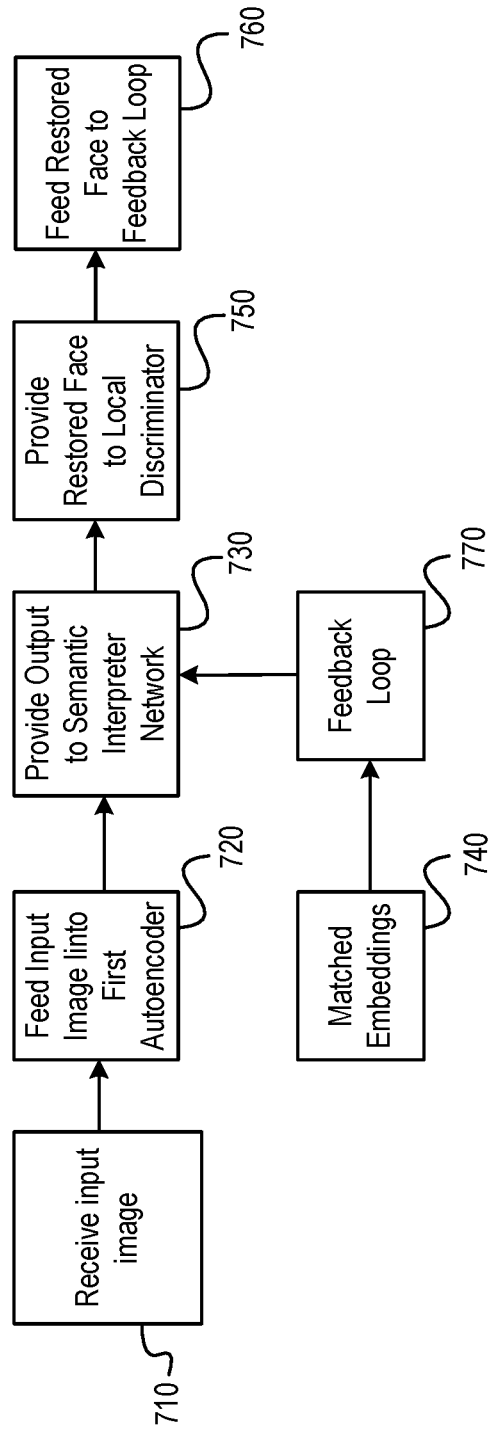 Receive input
image
710
Feed Input
Image Iinto
First
Autoencoder
720
Provide Output
to Semantic
Interpreter
Network
730
Provide
Restored Face
to Local
Discriminator
750
Feed Restored
Face to
Feedback Loop
760
Matched
Embeddings
740
Feedback
Loop
770